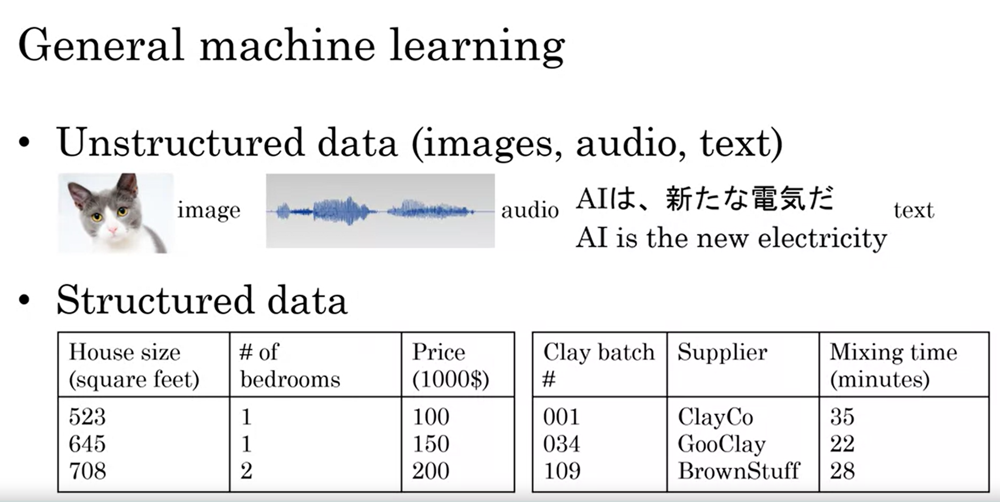 General machine learning
• Unstructured data (images, audio, text)
image
audio
AIは、新たな電気だ
AI is the new electricity
text
• Structured data
House size (square feet) # of bedrooms Price (1000$)
523 1 100
645 1 150
708 2 200
Clay batch # Supplier Mixing time (minutes)
001 ClayCo 35
034 GooClay 22
109 BrownStuff 28